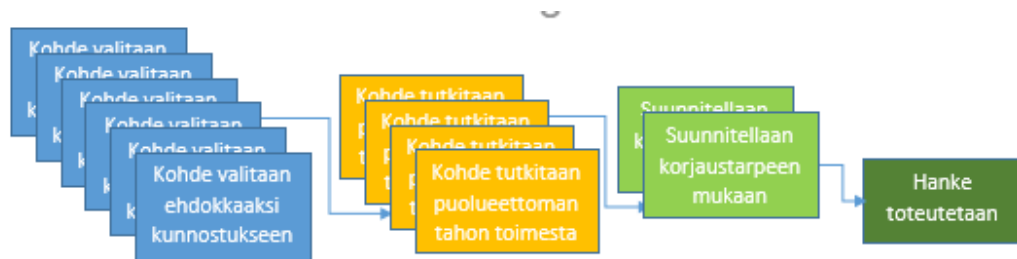 Kohde valitaan
Kohde valitaan
Kohde valitaan
Kohde valitaan
Kohde valitaan
Kohde valitaan
ehdokkaaksi
kunnostukseen
Kohde tutkitaan
Kohde tutkitaan
Kohde tutkitaan
Kohde tutkitaan
puolueettoman
tahon toimesta
Suunnitellaan
Suunnitellaan
korjaustarpeen
mukaan
Hanke
toteutetaan